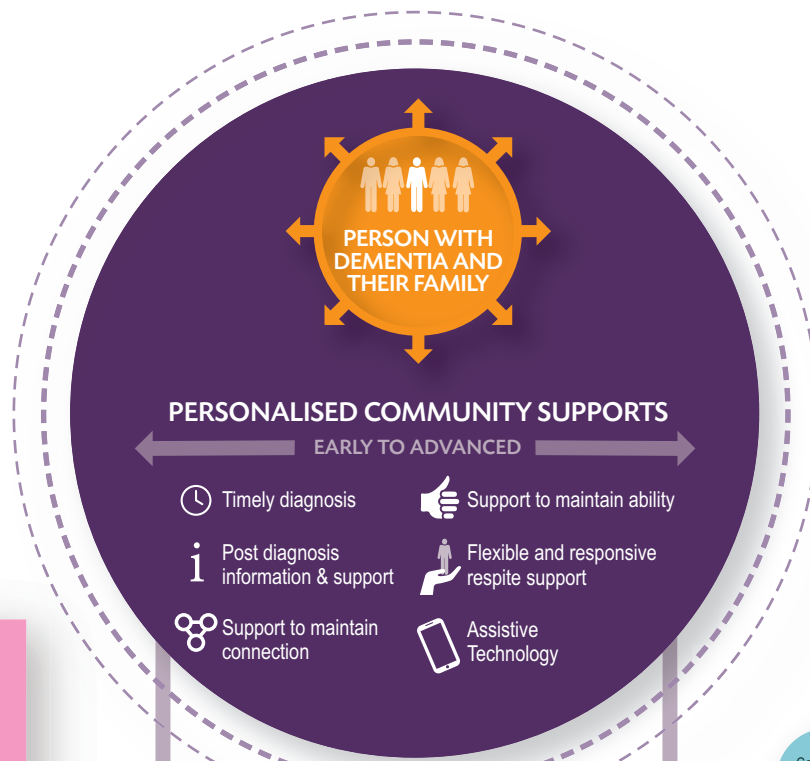 PERSON WITH
DEMENTIA AND
THEIR FAMILY
PERSONALISED COMMUNITY SUPPORTS
EARLY TO ADVANCED
Timely diagnosis
Support to maintain ability
Post diagnosis
information & support
Flexible and responsive
respite support
Support to maintain
connection
Assistive
Technology